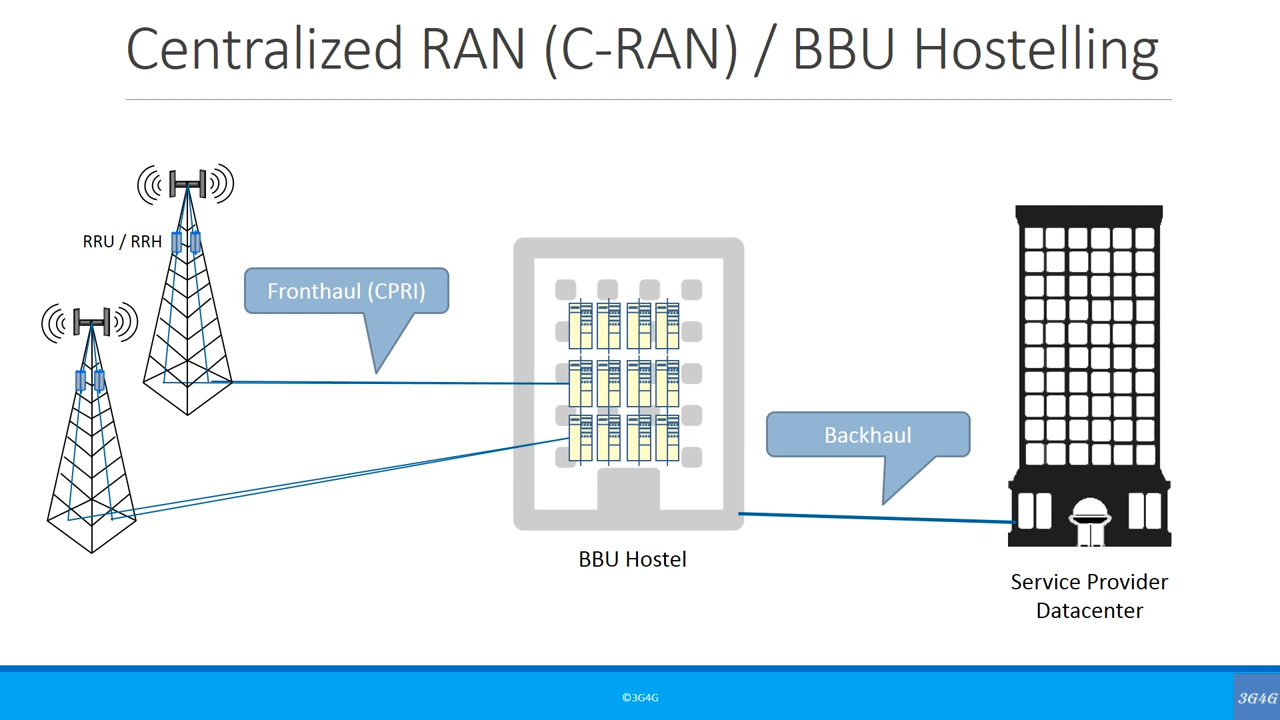 Centralized RAN (C-RAN) / BBU Hostelling
RRU / RRH
Fronthaul (CPRI)
Backhaul
BBU Hostel
Service Provider
Datacenter
©3G4G
3G4G